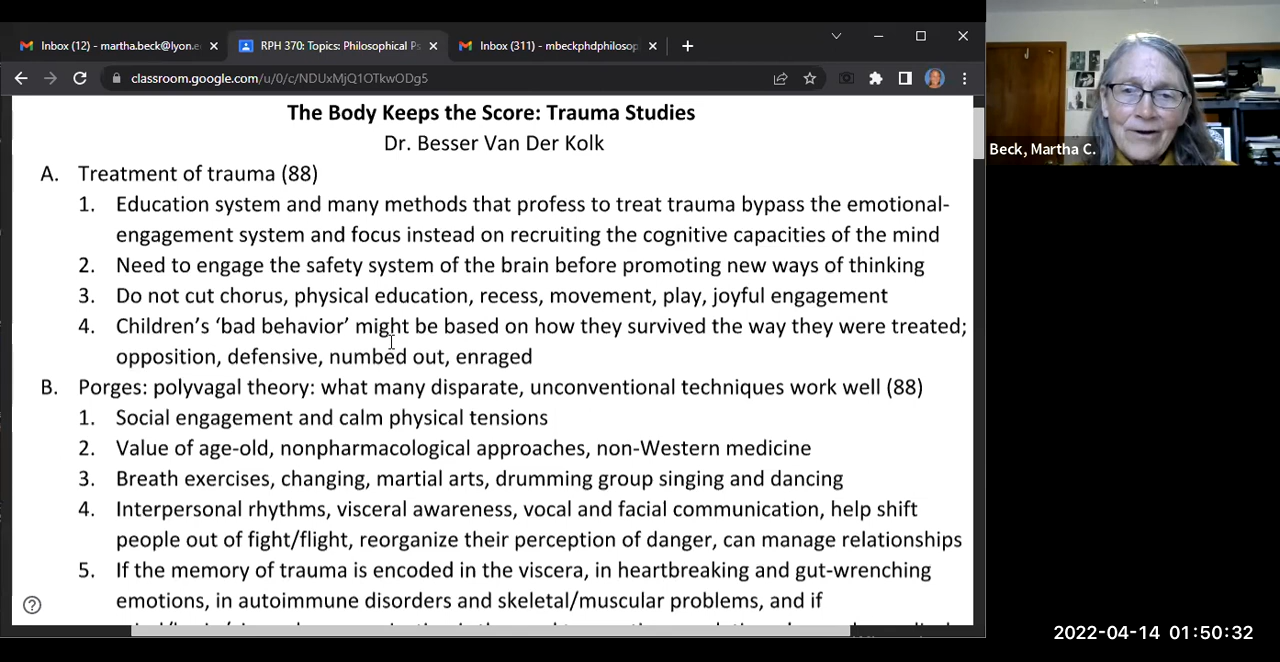 Inbox (12) - martha.beck@lyon.e
RPH 370: Topics: Philosophical Ps
Inbox (311) - mbeckphdphilosop
classroom.google.com/u/0/c/NDUxMjQ1OTkwODg5
The Body Keeps the Score: Trauma Studies
Dr. Besser Van Der Kolk
A. Treatment of trauma (88)
1. Education system and many methods that profess to treat trauma bypass the emotional-
engagement system and focus instead on recruiting the cognitive capacities of the mind
2. Need to engage the safety system of the brain before promoting new ways of thinking
3. Do not cut chorus, physical education, recess, movement, play, joyful engagement
4. Children's 'bad behavior' might be based on how they survived the way they were treated;
opposition, defensive, numbed out, enraged
B. Porges: polyvagal theory: what many disparate, unconventional techniques work well (88)
1. Social engagement and calm physical tensions
2. Value of age-old, nonpharmacological approaches, non-Western medicine
3. Breath exercises, changing, martial arts, drumming group singing and dancing
4. Interpersonal rhythms, visceral awareness, vocal and facial communication, help shift
people out of fight/flight, reorganize their perception of danger, can manage relationships
5. If the memory of trauma is encoded in the viscera, in heartbreaking and gut-wrenching
emotions, in autoimmune disorders and skeletal/muscular problems, and if
Beck, Martha C.
2022-04-14 01:50:32